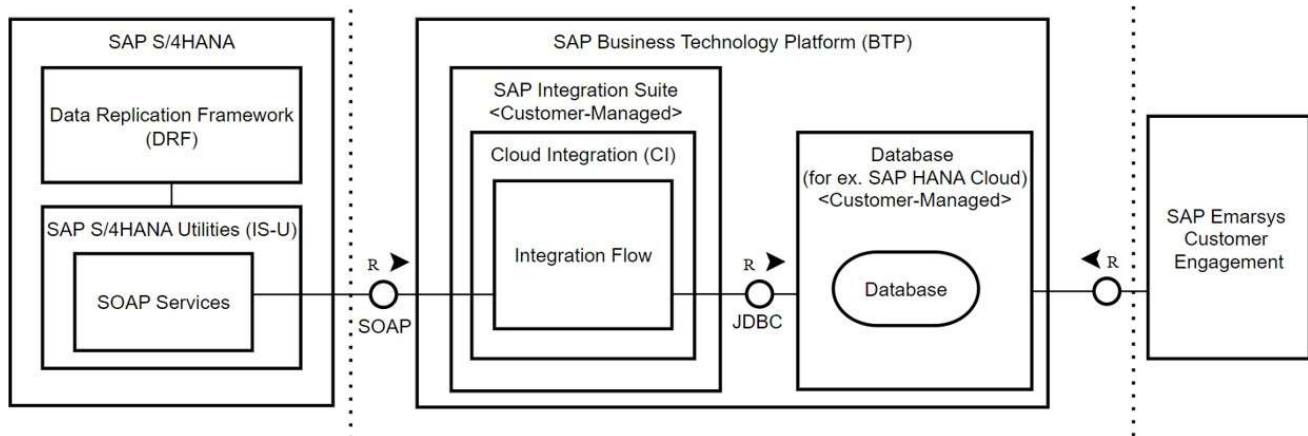 SAP S/4HANA
Data Replication Framework
(DRF)
SAP S/4HANA Utilities (IS-U)
SOAP Services
R
SOAP
SAP Business Technology Platform (BTP)
SAP Integration Suite
<Customer-Managed>
Cloud Integration (CI)
Integration Flow
R
JDBC
Database
(for ex. SAP HANA Cloud)
<Customer-Managed>
Database
R
SAP Emarsys
Customer
Engagement